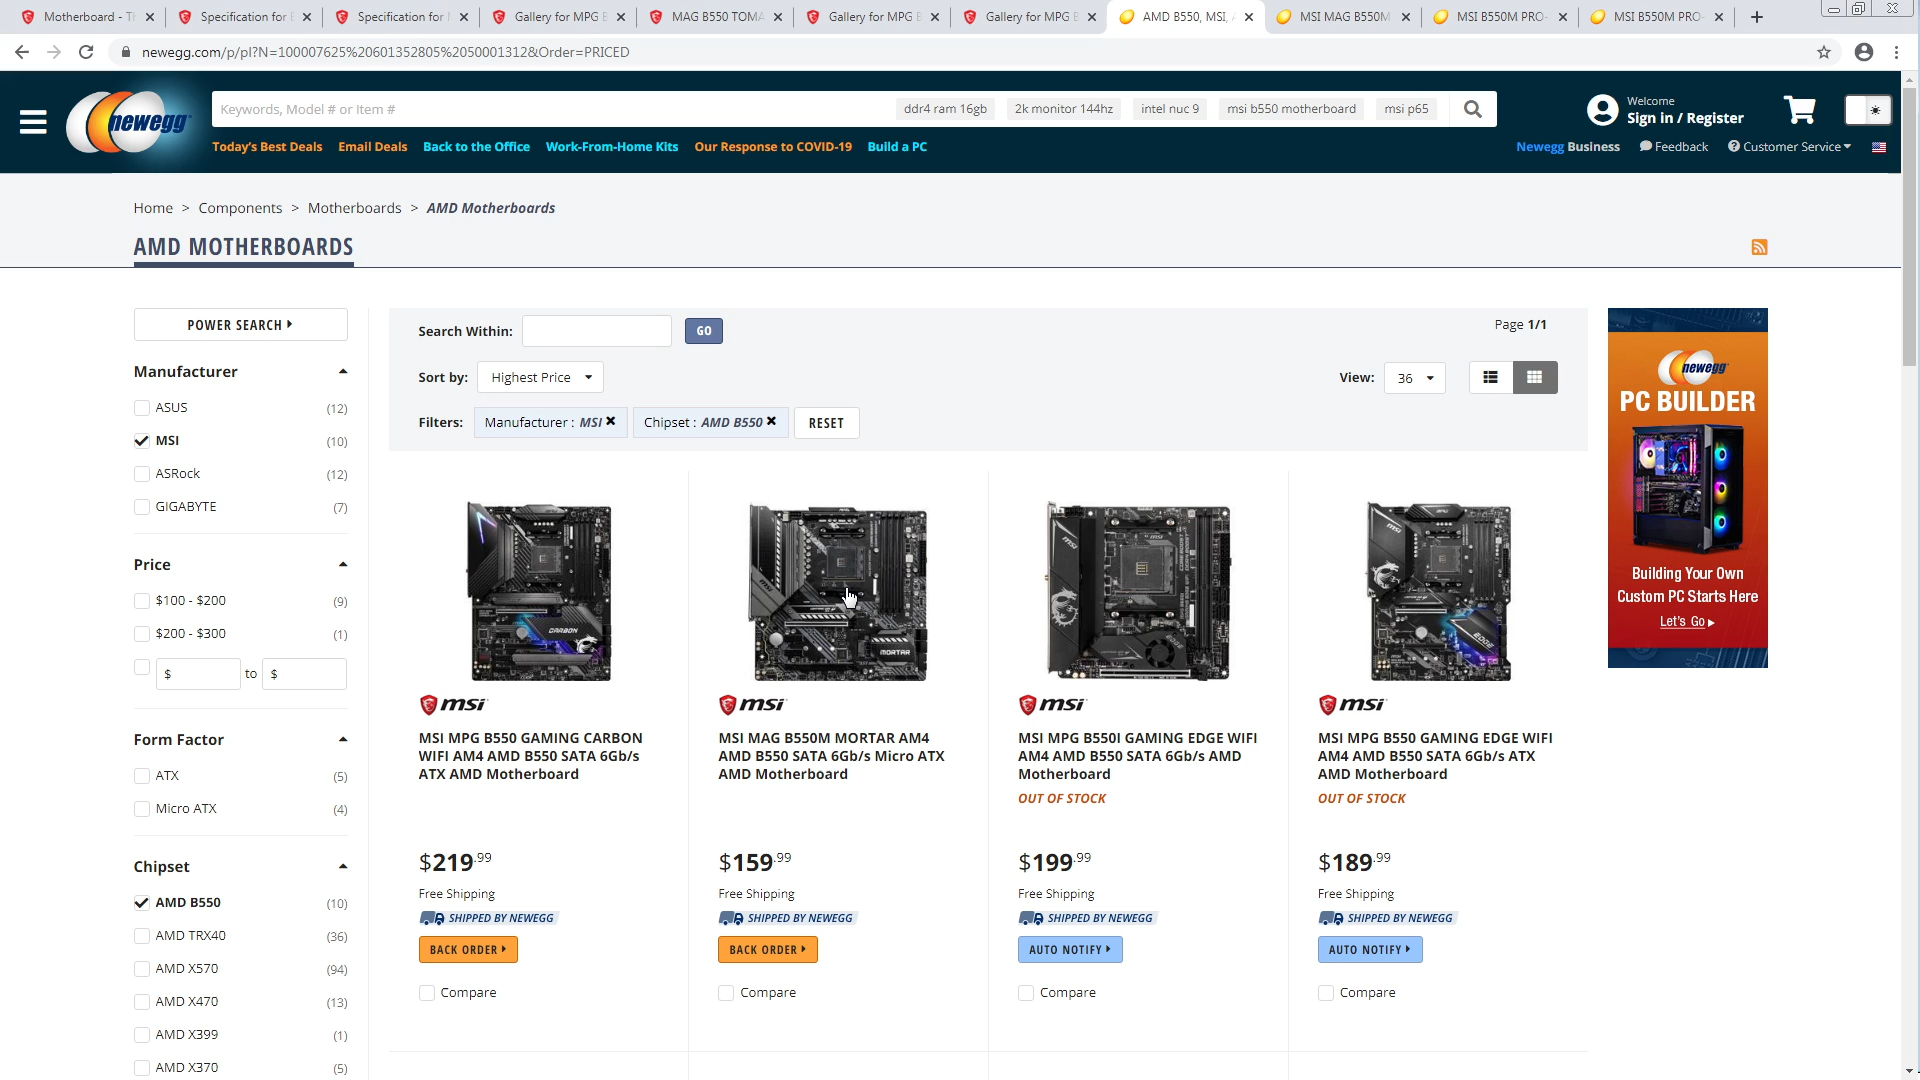 Motherboard - T
Specification for
Specification for
Gallery for MPG B
MAG B550 TOMA
Gallery for MPG B
Gallery for MPG B
AMD B550, MSI,
MSI MAG B550M
MSI B550M PRO-
MSI B550M PRO-
newegg.com/p/pl?N=100007625%20601352805%2050001312&Order=PRICED
newegg
Keywords, Model # or Item #
ddr4 ram 16gb
2k monitor 144hz
intel nuc 9
msi b550 motherboard
msi p65
Welcome
Sign in / Register
Today's Best Deals
Email Deals
Back to the Office
Work-From-Home Kits
Our Response to COVID-19
Build a PC
Newegg Business
Feedback
Customer Service
Home > Components > Motherboards > AMD Motherboards
AMD MOTHERBOARDS
POWER SEARCH
Manufacturer
ASUS (12)
MSI (10)
ASRock (12)
GIGABYTE (7)
Price
$100 - $200 (9)
$200 - $300 (1)
$ to $
Form Factor
ATX (5)
Micro ATX (4)
Chipset
AMD B550 (10)
AMD TRX40 (36)
AMD X570 (94)
AMD X470 (13)
AMD X399 (1)
AMD X370 (5)
Search Within:
GO
Page 1/1
Sort by: Highest Price
View: 36
Filters: Manufacturer : MSI Chipset : AMD B550 RESET
CARBON
msi
MSI MPG B550 GAMING CARBON
WIFI AM4 AMD B550 SATA 6Gb/s
ATX AMD Motherboard
$219.99
Free Shipping
SHIPPED BY NEWEGG
BACK ORDER
Compare
MORTAR
msi
MSI MAG B550M MORTAR AM4
AMD B550 SATA 6Gb/s Micro ATX
AMD Motherboard
$159.99
Free Shipping
SHIPPED BY NEWEGG
BACK ORDER
Compare
msi
MSI MPG B550I GAMING EDGE WIFI
AM4 AMD B550 SATA 6Gb/s AMD
Motherboard
OUT OF STOCK
$199.99
Free Shipping
SHIPPED BY NEWEGG
AUTO NOTIFY
Compare
EDGE
msi
MSI MPG B550 GAMING EDGE WIFI
AM4 AMD B550 SATA 6Gb/s ATX
AMD Motherboard
OUT OF STOCK
$189.99
Free Shipping
SHIPPED BY NEWEGG
AUTO NOTIFY
Compare
newegg
PC BUILDER
Building Your Own
Custom PC Starts Here
Let's Go